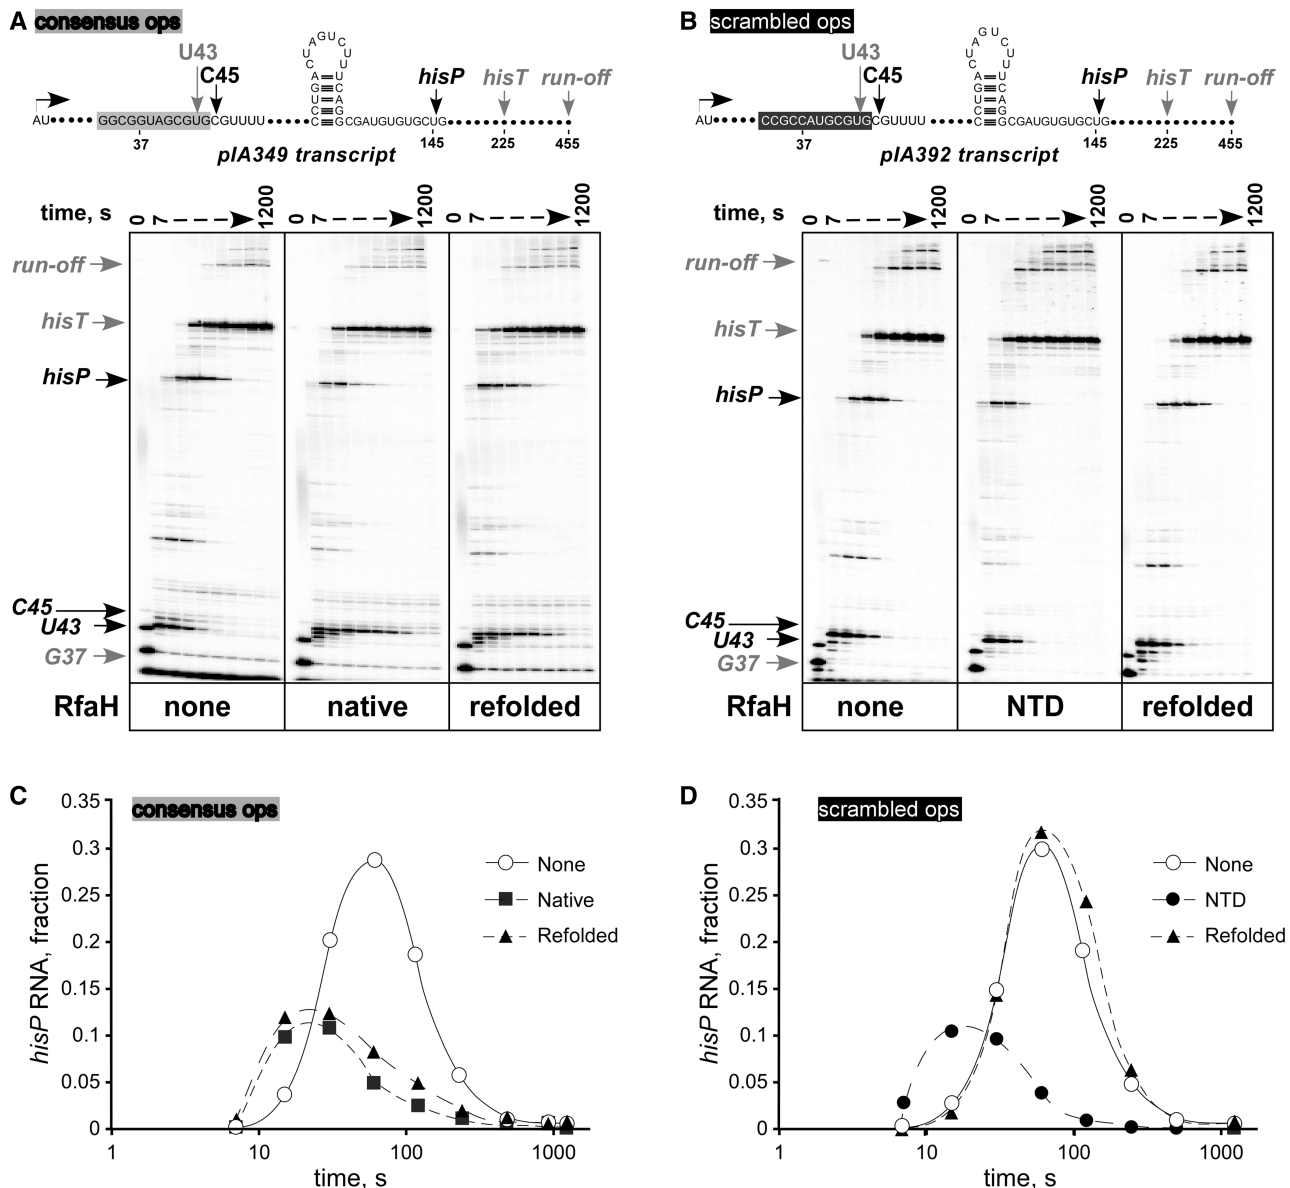 A consensus ops
U43
C45
hisP hisT run-off
AGUC
U U
C U
A U
G C
U A
C G
AU GGCGGUAGCGUGCGUUUU C GCGAUGUGUGCUG
37 145 225 455
pIA349 transcript
time, s 0 7 1200 0 7 1200 0 7 1200
run-off
hisT
hisP
C45
U43
G37
RfaH none native refolded
B scrambled ops
U43
C45
hisP hisT run-off
AGUC
U U
C U
A U
G C
U A
C G
AU CCGCCAUGCGUGCGUUUU C GCGAUGUGUGCUG
37 145 225 455
pIA392 transcript
time, s 0 7 1200 0 7 1200 0 7 1200
run-off
hisT
hisP
C45
U43
G37
RfaH none NTD refolded
C consensus ops
hisP RNA, fraction
0.35
0.3
0.25
0.2
0.15
0.1
0.05
0
1 10 100 1000
time, s
None
Native
Refolded
D scrambled ops
hisP RNA, fraction
0.35
0.3
0.25
0.2
0.15
0.1
0.05
0
1 10 100 1000
time, s
None
NTD
Refolded